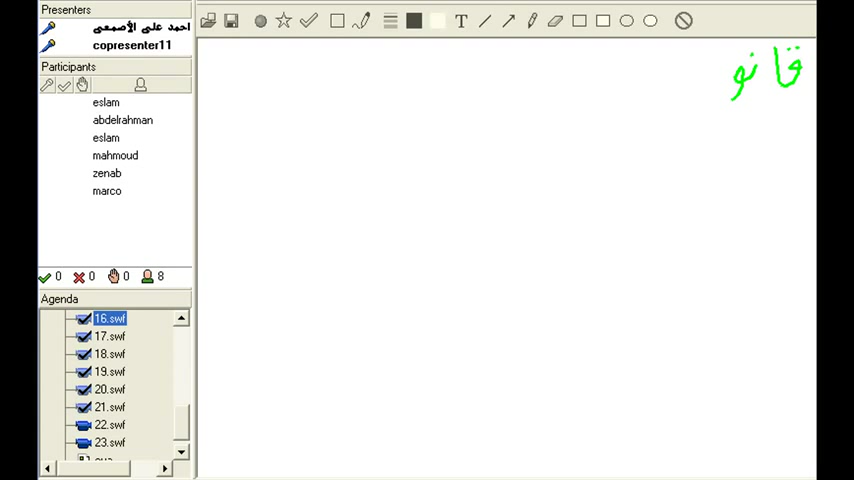 Presenters
احمد على الأصمعى
copresenter11
Participants
eslam
abdelrahman
eslam
mahmoud
zenab
marco
0 0 0 8
Agenda
16.swf
17.swf
18.swf
19.swf
20.swf
21.swf
22.swf
23.swf
T
قانو